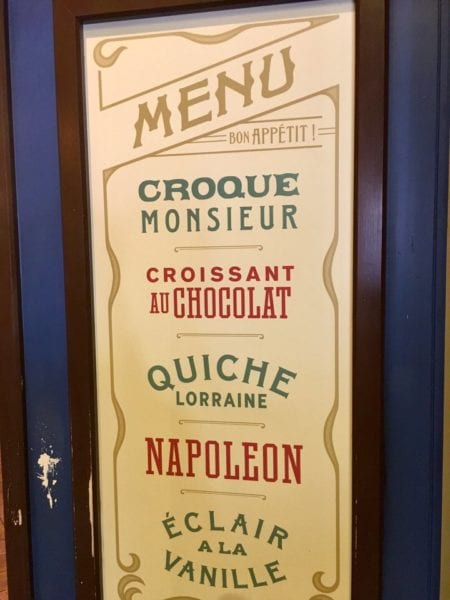 MENU
BON APPÉTIT !
CROQUE
MONSIEUR
CROISSANT
AU CHOCOLAT
QUICHE
LORRAINE
NAPOLEON
ÉCLAIR
A LA
VANILLE